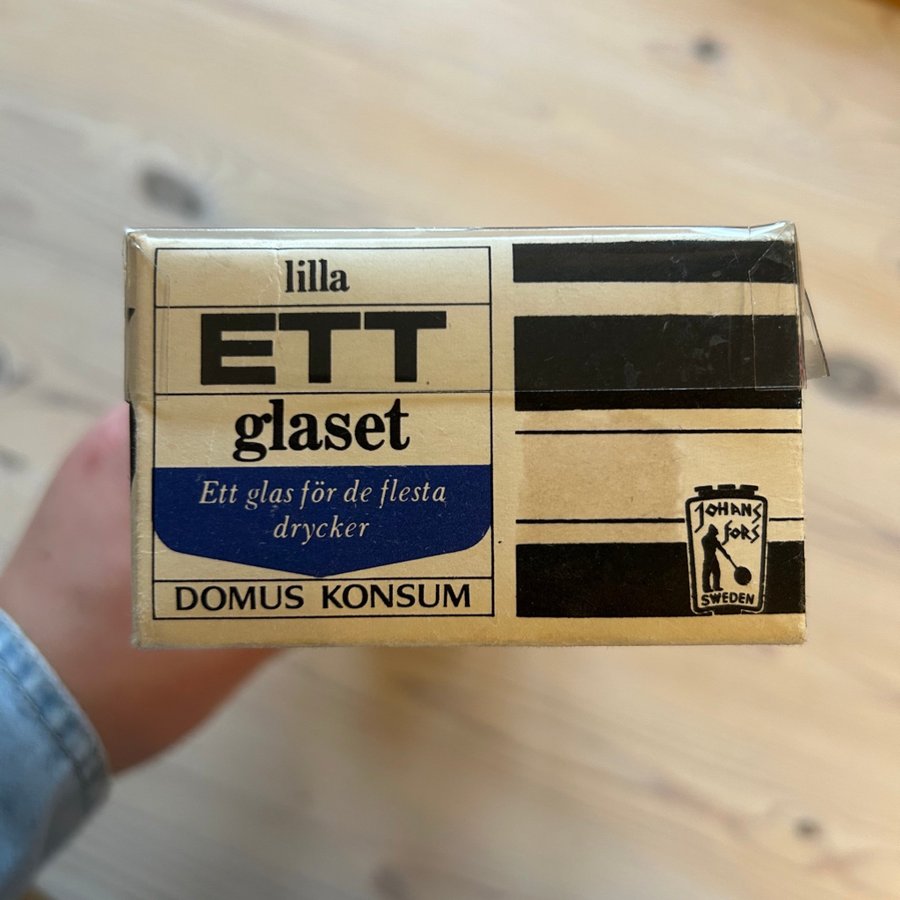 lilla
ETT
glaset
Ett glas för de flesta
drycker
DOMUS KONSUM
JOHANS
FORS
SWEDEN